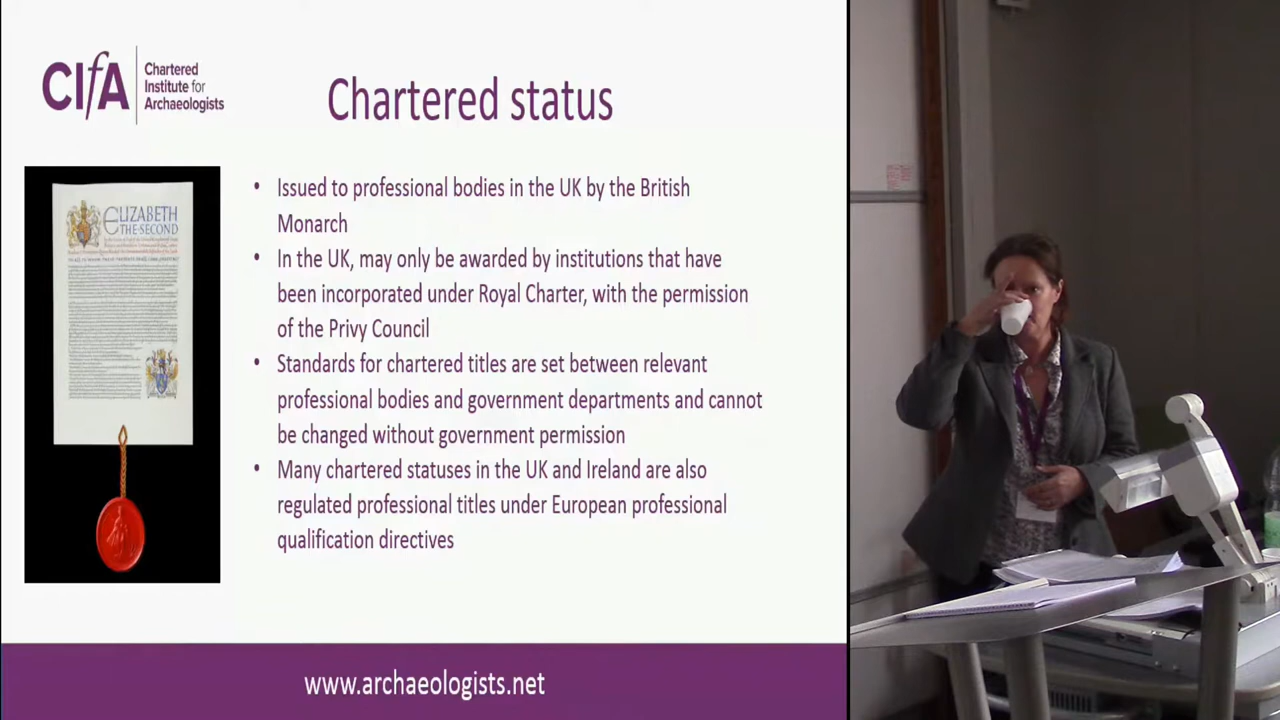 CIfA
Chartered
Institute for
Archaeologists
Chartered status
ELIZABETH
THE SECOND
• Issued to professional bodies in the UK by the British
Monarch
• In the UK, may only be awarded by institutions that have
been incorporated under Royal Charter, with the permission
of the Privy Council
• Standards for chartered titles are set between relevant
professional bodies and government departments and cannot
be changed without government permission
• Many chartered statuses in the UK and Ireland are also
regulated professional titles under European professional
qualification directives
www.archaeologists.net